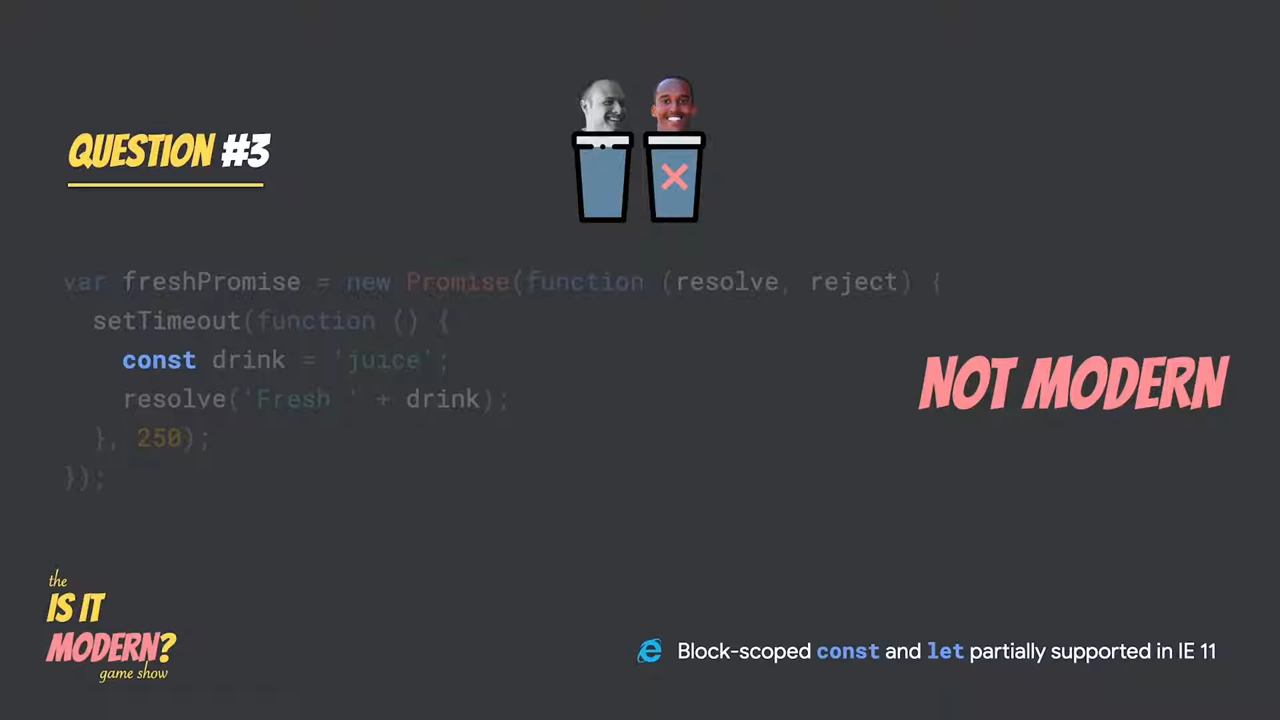 QUESTION #3
var freshPromise = new Promise(function (resolve, reject) {
  setTimeout(function () {
    const drink = 'juice';
    resolve('Fresh ' + drink);
  }, 250);
});
NOT MODERN
the
IS IT
MODERN?
game show
Block-scoped const and let partially supported in IE 11